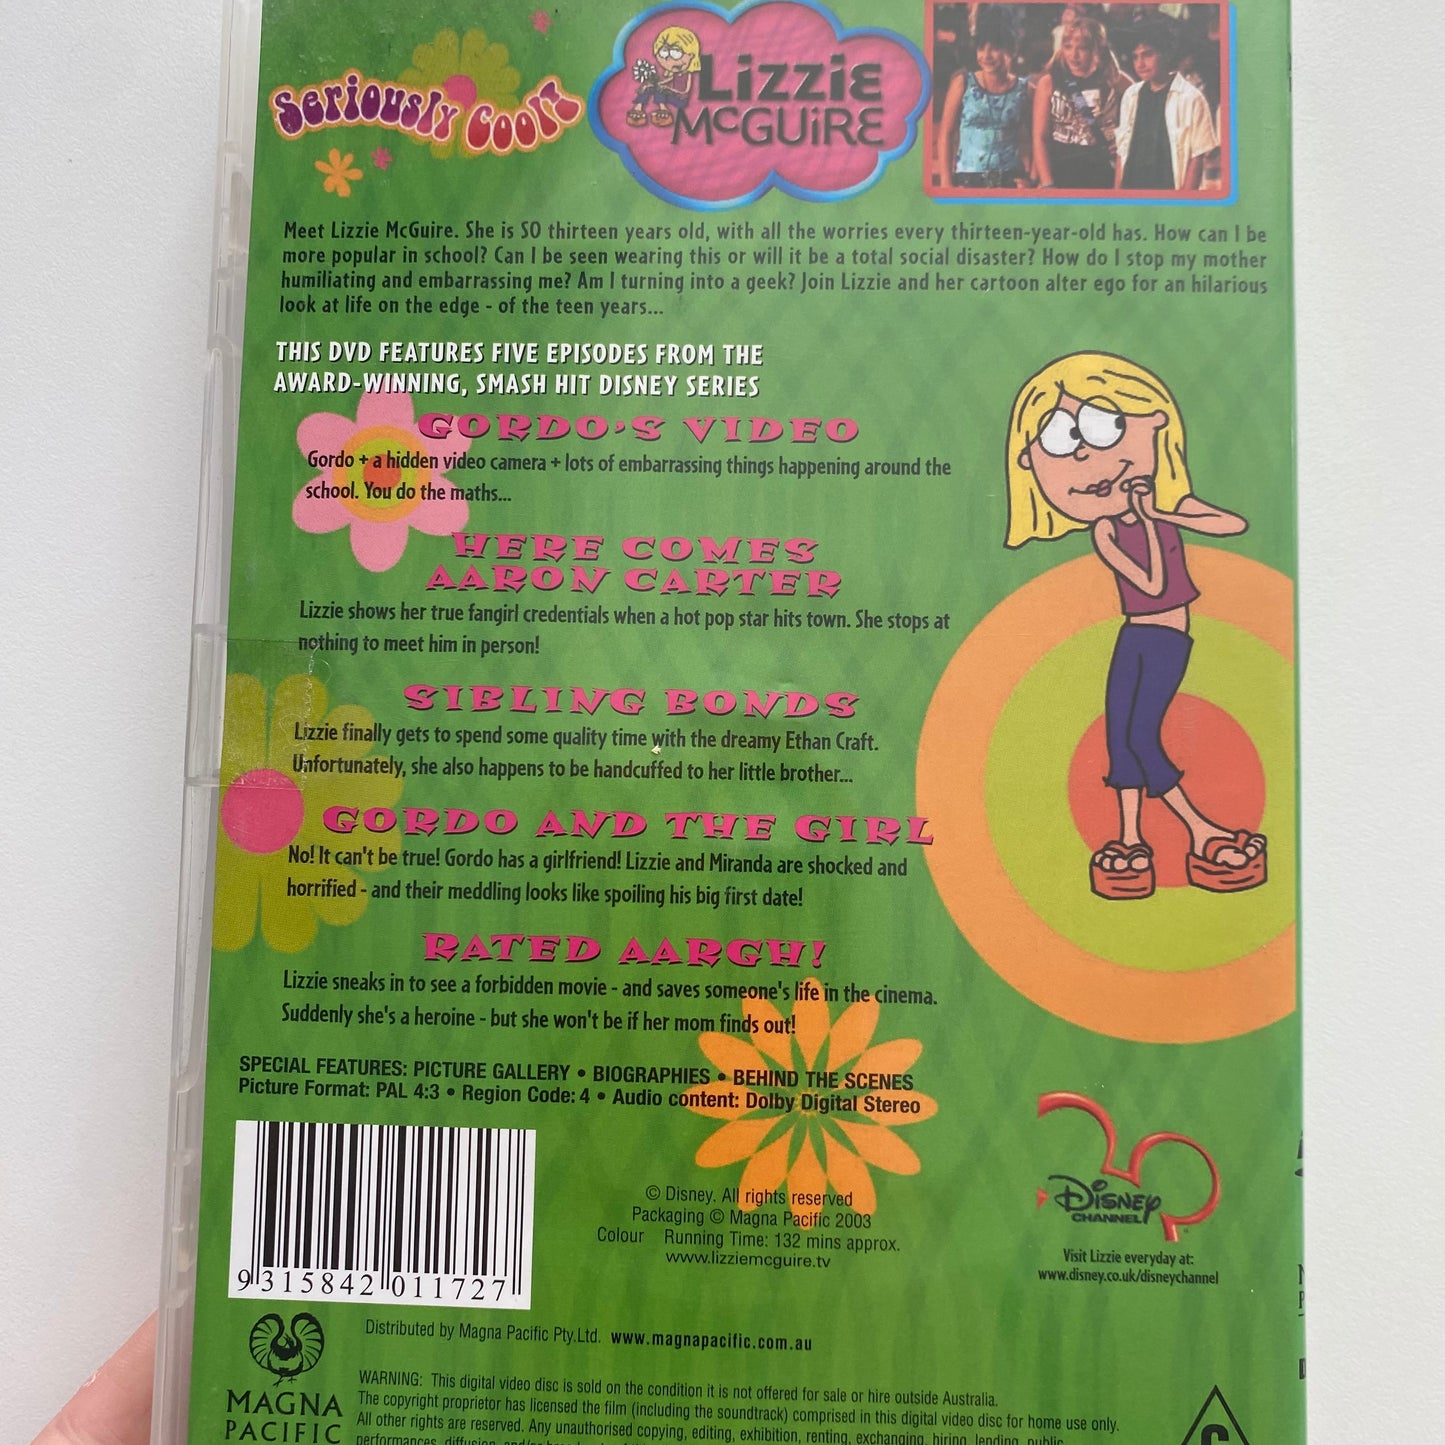 Seriously Cool!
Lizzie
McGuire
Meet Lizzie McGuire. She is SO thirteen years old, with all the worries every thirteen-year-old has. How can I be
more popular in school? Can I be seen wearing this or will it be a total social disaster? How do I stop my mother
humiliating and embarrassing me? Am I turning into a geek? Join Lizzie and her cartoon alter ego for an hilarious
look at life on the edge - of the teen years...
THIS DVD FEATURES FIVE EPISODES FROM THE
AWARD-WINNING, SMASH HIT DISNEY SERIES
GORDO'S VIDEO
Gordo + a hidden video camera + lots of embarrassing things happening around the
school. You do the maths...
HERE COMES
AARON CARTER
Lizzie shows her true fangirl credentials when a hot pop star hits town. She stops at
nothing to meet him in person!
SIBLING BONDS
Lizzie finally gets to spend some quality time with the dreamy Ethan Craft.
Unfortunately, she also happens to be handcuffed to her little brother...
GORDO AND THE GIRL
No! It can't be true! Gordo has a girlfriend! Lizzie and Miranda are shocked and
horrified - and their meddling looks like spoiling his big first date!
RATED AARGH!
Lizzie sneaks in to see a forbidden movie - and saves someone's life in the cinema.
Suddenly she's a heroine - but she won't be if her mom finds out!
SPECIAL FEATURES: PICTURE GALLERY • BIOGRAPHIES • BEHIND THE SCENES
Picture Format: PAL 4:3 • Region Code: 4 • Audio content: Dolby Digital Stereo
© Disney. All rights reserved
Packaging © Magna Pacific 2003
Colour Running Time: 132 mins approx.
www.lizziemcguire.tv
Disney
CHANNEL
Visit Lizzie everyday at:
www.disney.co.uk/disneychannel
9 315842 011727
Distributed by Magna Pacific Pty.Ltd. www.magnapacific.com.au
MAGNA
PACIFIC
WARNING: This digital video disc is sold on the condition it is not offered for sale or hire outside Australia.
The copyright proprietor has licensed the film (including the soundtrack) comprised in this digital video disc for home use only.
All other rights are reserved. Any unauthorised copying, editing, exhibition, renting, exchanging, hiring, lending, public
performances, diffusion
G